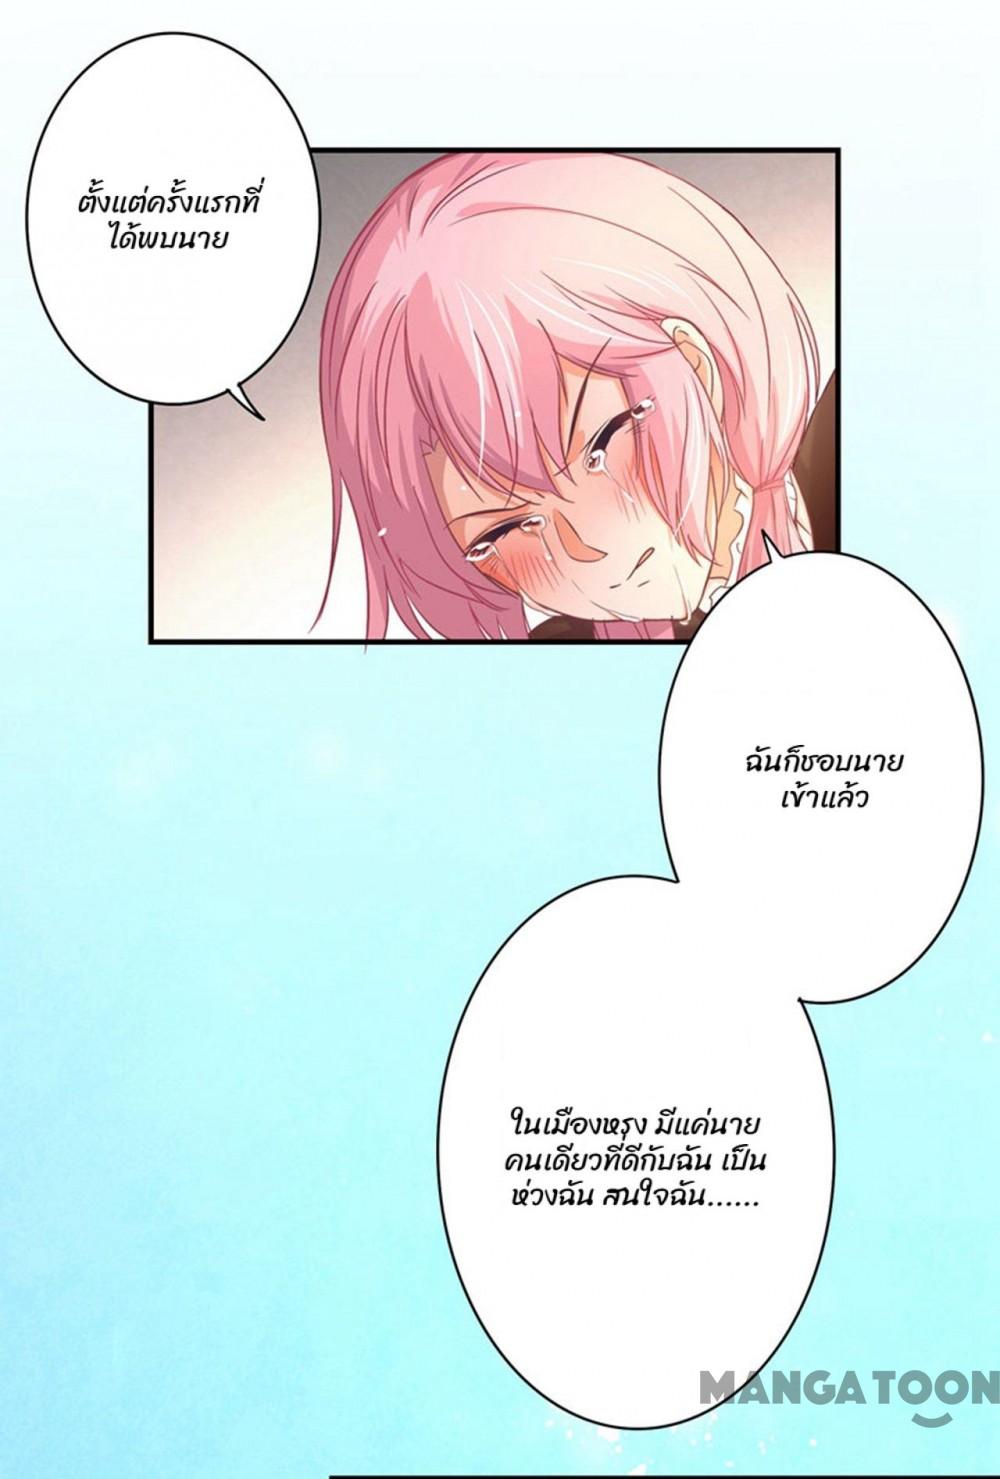 ตั้งแต่ครั้งแรกที่
ได้พบนาย
ฉันก็ชอบนาย
เข้าแล้ว
ในเมืองหรง มีแค่นาย
คนเดียวที่ดีกับฉัน เป็น
ห่วงฉัน สนใจฉัน......
MANGATOON